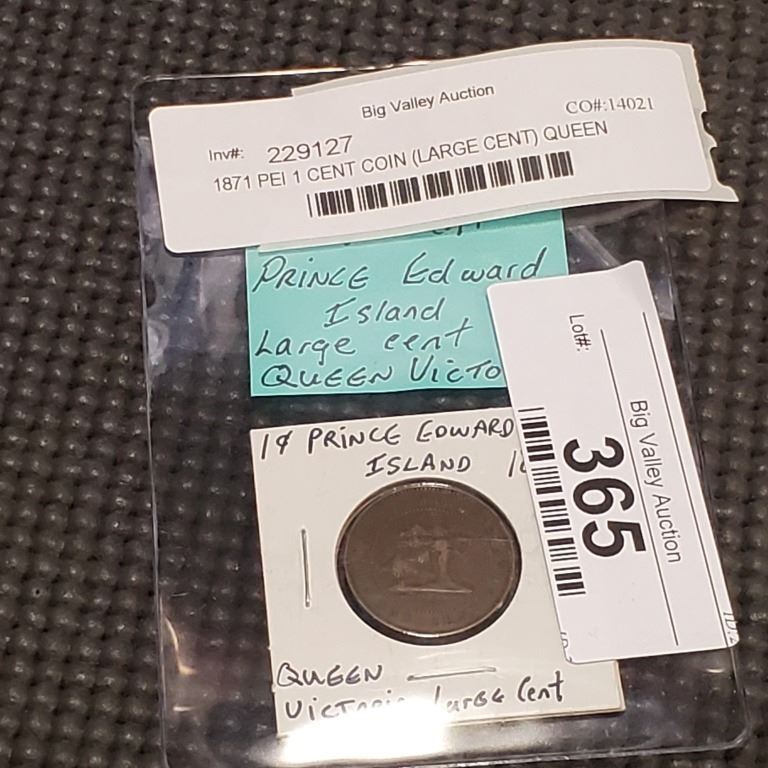 Big Valley Auction
CO#:14021
Inv#: 229127
1871 PEI 1 CENT COIN (LARGE CENT) QUEEN
PRINCE Edward
Island
Large cent
QUEEN VICTO
Lot#:
365
Big Valley Auction
1¢ PRINCE EDWARD
ISLAND
QUEEN
VICTORIA Large Cent